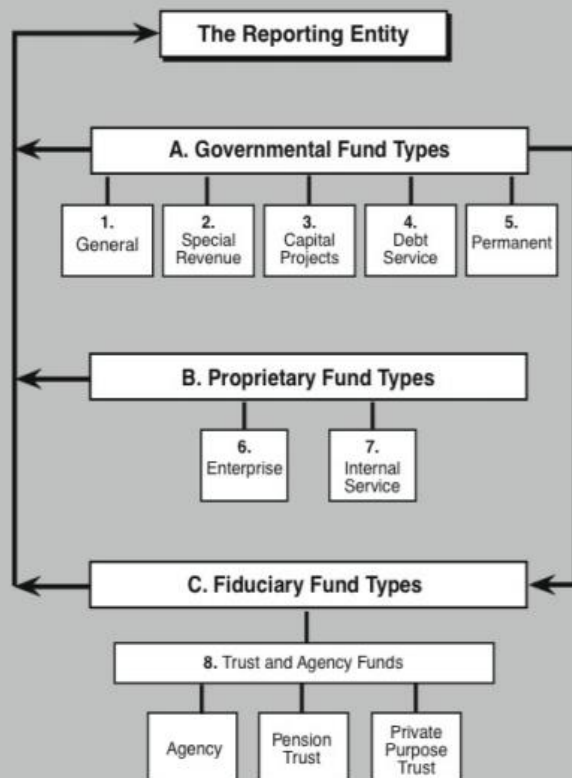 The Reporting Entity
A. Governmental Fund Types
1.
General
2.
Special
Revenue
3.
Capital
Projects
4.
Debt
Service
5.
Permanent
B. Proprietary Fund Types
6.
Enterprise
7.
Internal
Service
C. Fiduciary Fund Types
8. Trust and Agency Funds
Agency
Pension
Trust
Private
Purpose
Trust